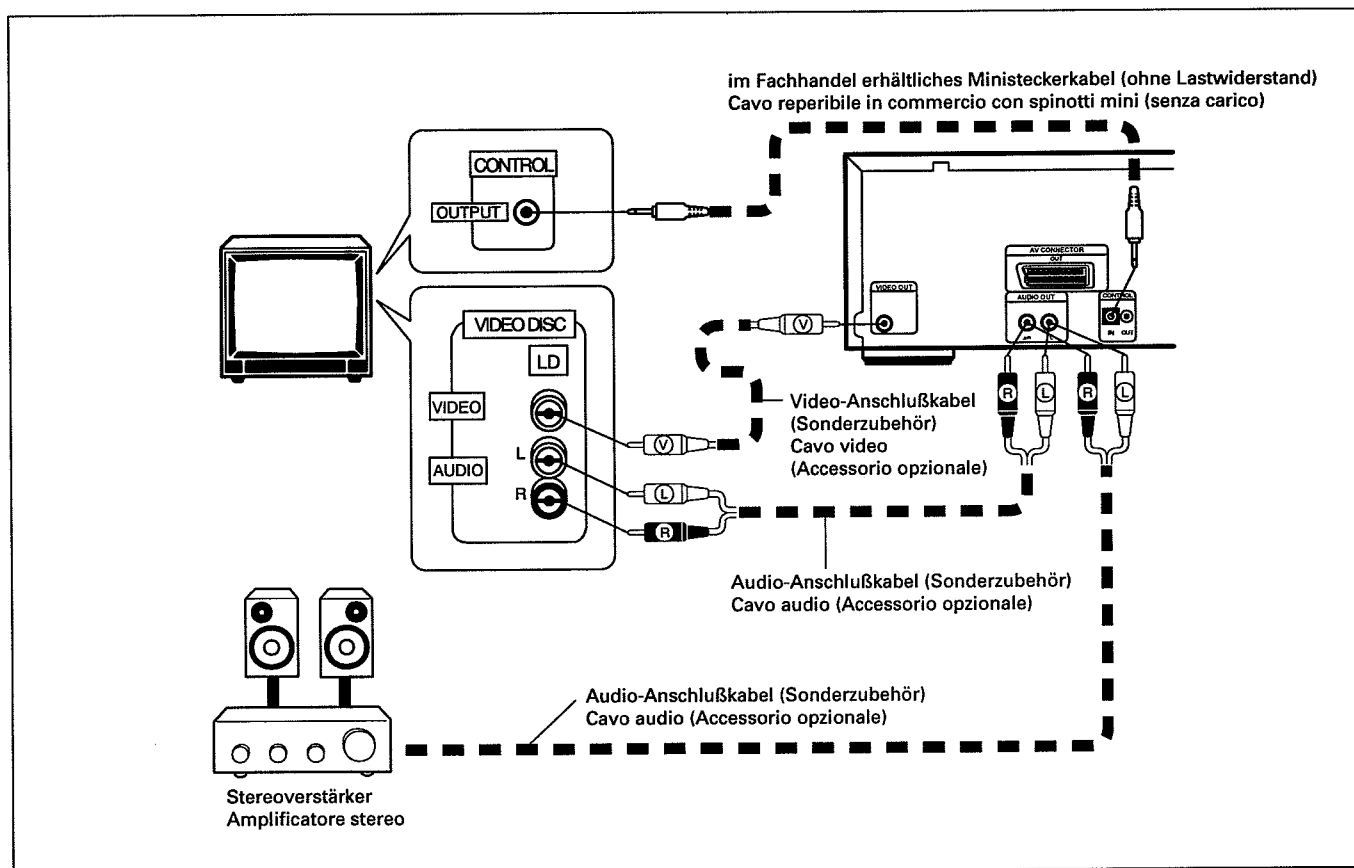 im Fachhandel erhältliches Ministeckerkabel (ohne Lastwiderstand)
Cavo reperibile in commercio con spinotti mini (senza carico)
CONTROL
OUTPUT
AV CONNECTOR
OUT
VIDEO OUT
AUDIO OUT
CONTROL
IN OUT
V
VIDEO DISC
LD
VIDEO
AUDIO
L
R
V
L
R
R
L
R
L
Video-Anschlußkabel
(Sonderzubehör)
Cavo video
(Accessorio opzionale)
Audio-Anschlußkabel (Sonderzubehör)
Cavo audio (Accessorio opzionale)
Audio-Anschlußkabel (Sonderzubehör)
Cavo audio (Accessorio opzionale)
Stereoverstärker
Amplificatore stereo